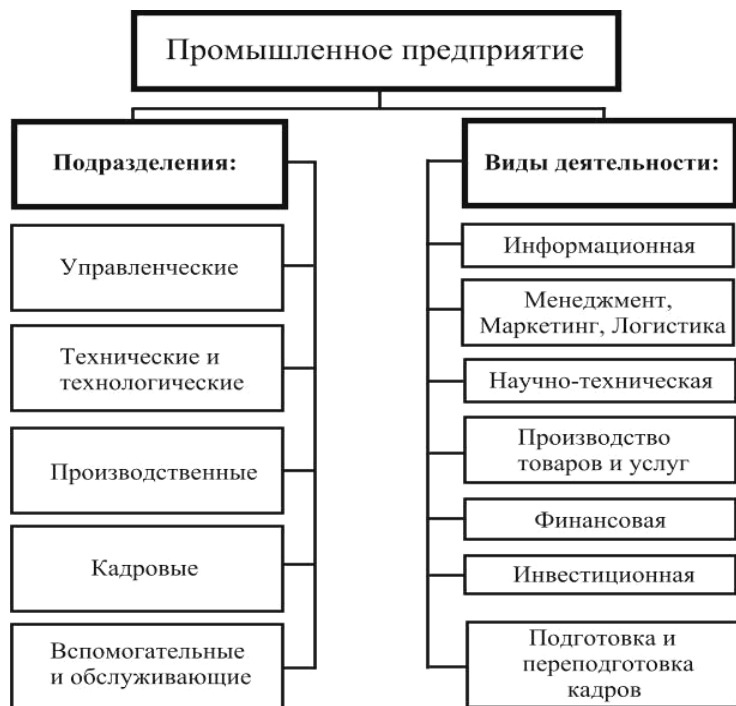 Промышленное предприятие
Подразделения:
Управленческие
Технические и
технологические
Производственные
Кадровые
Вспомогательные
и обслуживающие
Виды деятельности:
Информационная
Менеджмент,
Маркетинг, Логистика
Научно-техническая
Производство
товаров и услуг
Финансовая
Инвестиционная
Подготовка и
переподготовка
кадров